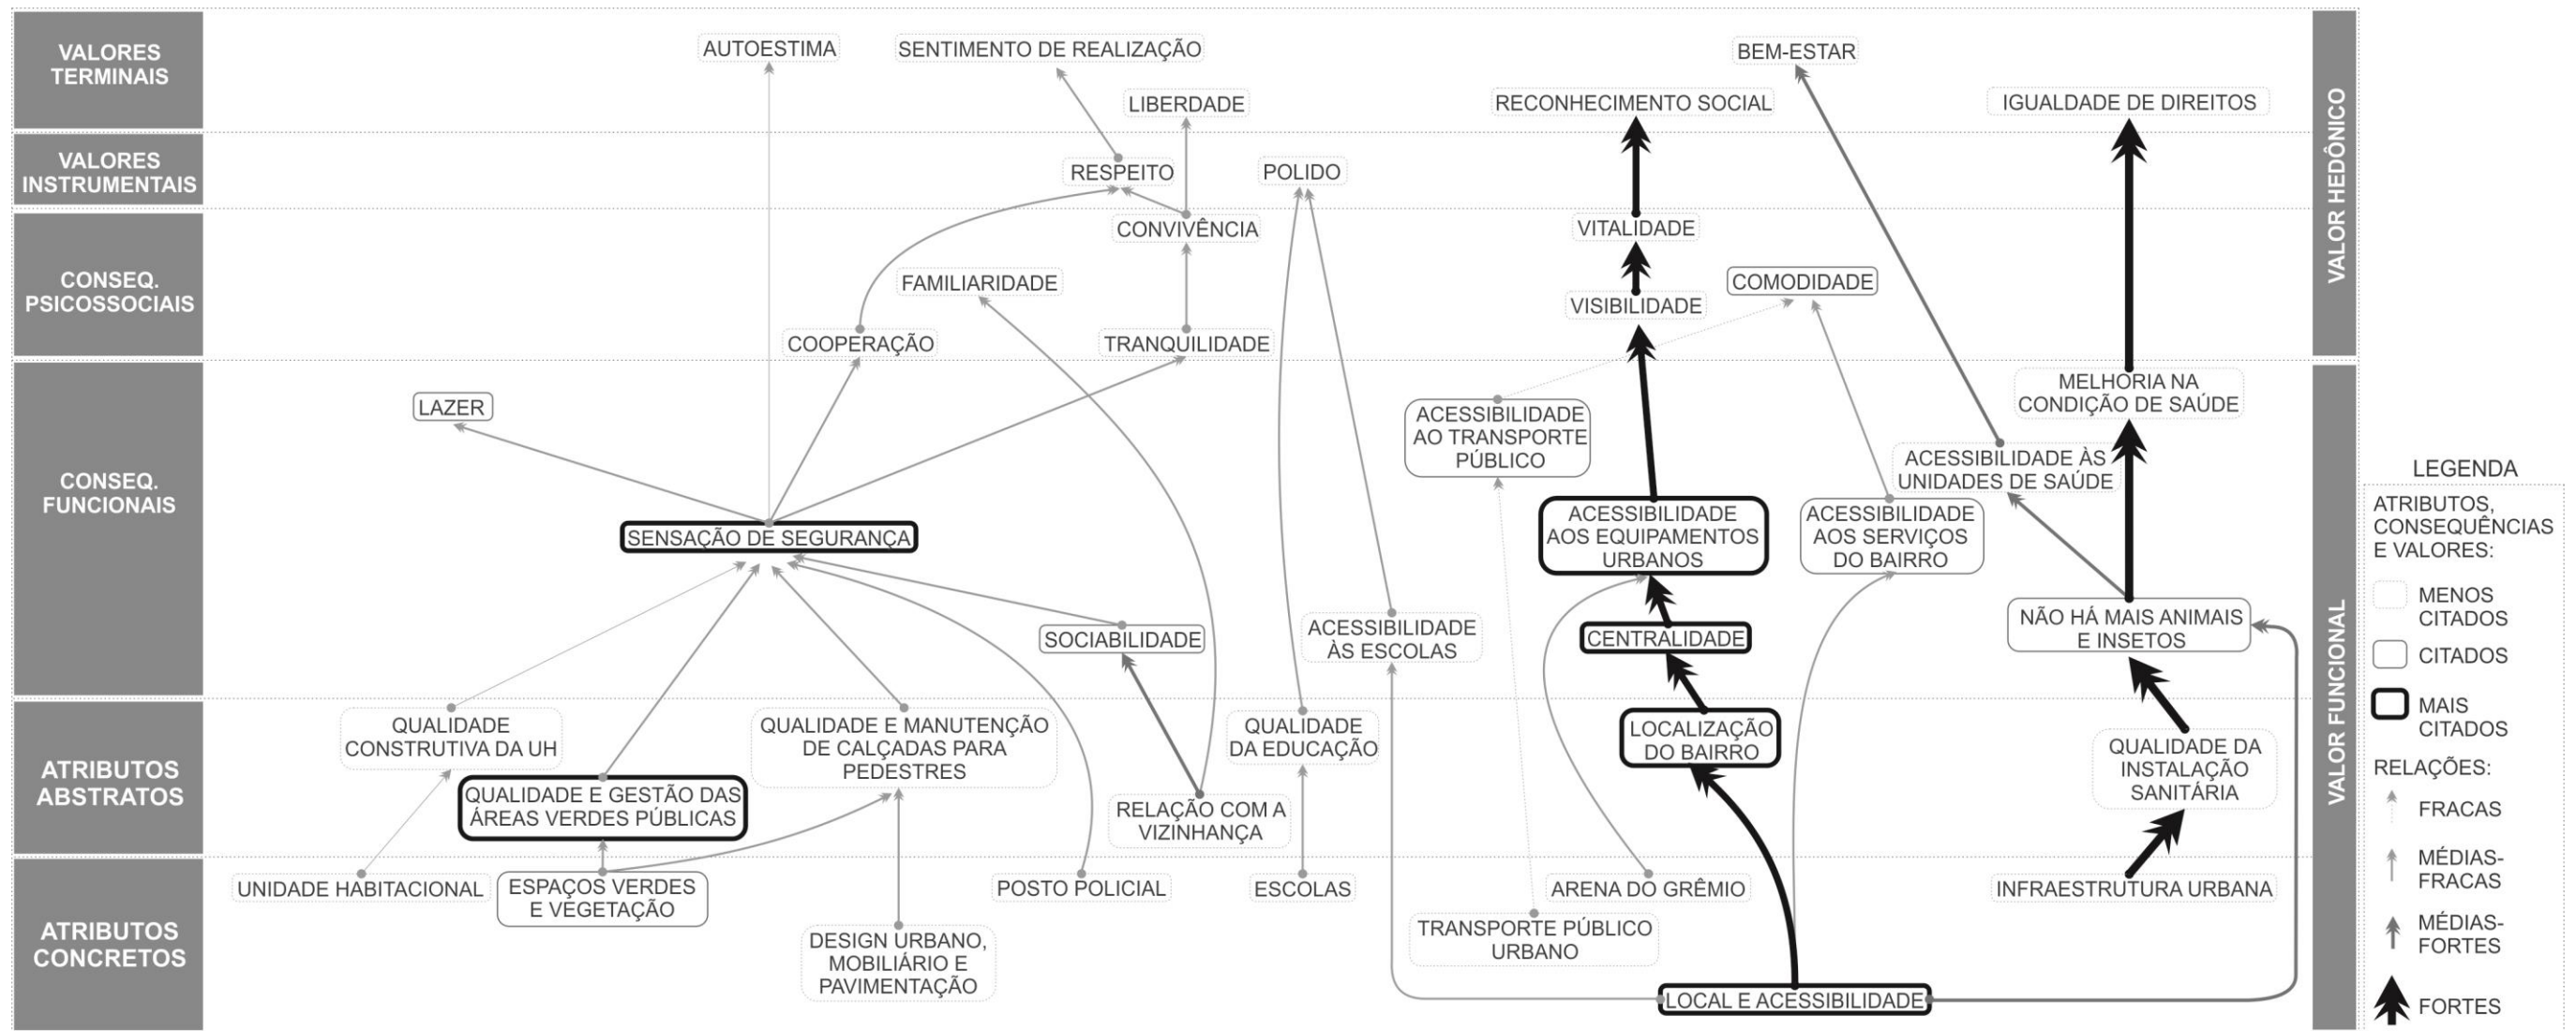 VALORES
TERMINAIS
AUTOESTIMA
SENTIMENTO DE REALIZAÇÃO
LIBERDADE
BEM-ESTAR
RECONHECIMENTO SOCIAL
IGUALDADE DE DIREITOS
VALORES
INSTRUMENTAIS
RESPEITO
POLIDO
CONSEQ.
PSICOSSOCIAIS
CONVIVÊNCIA
VITALIDADE
FAMILIARIDADE
COMODIDADE
VISIBILIDADE
COOPERAÇÃO
TRANQUILIDADE
VALOR HEDÔNICO
CONSEQ.
FUNCIONAIS
LAZER
MELHORIA NA
CONDIÇÃO DE SAÚDE
ACESSIBILIDADE
AO TRANSPORTE
PÚBLICO
ACESSIBILIDADE ÀS
UNIDADES DE SAÚDE
SENSAÇÃO DE SEGURANÇA
ACESSIBILIDADE
AOS EQUIPAMENTOS
URBANOS
ACESSIBILIDADE
AOS SERVIÇOS
DO BAIRRO
SOCIABILIDADE
ACESSIBILIDADE
ÀS ESCOLAS
CENTRALIDADE
NÃO HÁ MAIS ANIMAIS
E INSETOS
VALOR FUNCIONAL
ATRIBUTOS
ABSTRATOS
QUALIDADE
CONSTRUTIVA DA UH
QUALIDADE E MANUTENÇÃO
DE CALÇADAS PARA
PEDESTRES
QUALIDADE
DA EDUCAÇÃO
LOCALIZAÇÃO
DO BAIRRO
QUALIDADE DA
INSTALAÇÃO
SANITÁRIA
QUALIDADE E GESTÃO DAS
ÁREAS VERDES PÚBLICAS
RELAÇÃO COM A
VIZINHANÇA
ATRIBUTOS
CONCRETOS
UNIDADE HABITACIONAL
ESPAÇOS VERDES
E VEGETAÇÃO
POSTO POLICIAL
ESCOLAS
ARENA DO GRÊMIO
INFRAESTRUTURA URBANA
DESIGN URBANO,
MOBILIÁRIO E
PAVIMENTAÇÃO
TRANSPORTE PÚBLICO
URBANO
LOCAL E ACESSIBILIDADE
LEGENDA
ATRIBUTOS,
CONSEQUÊNCIAS
E VALORES:
MENOS
CITADOS
CITADOS
MAIS
CITADOS
RELAÇÕES:
FRACAS
MÉDIAS-
FRACAS
MÉDIAS-
FORTES
FORTES